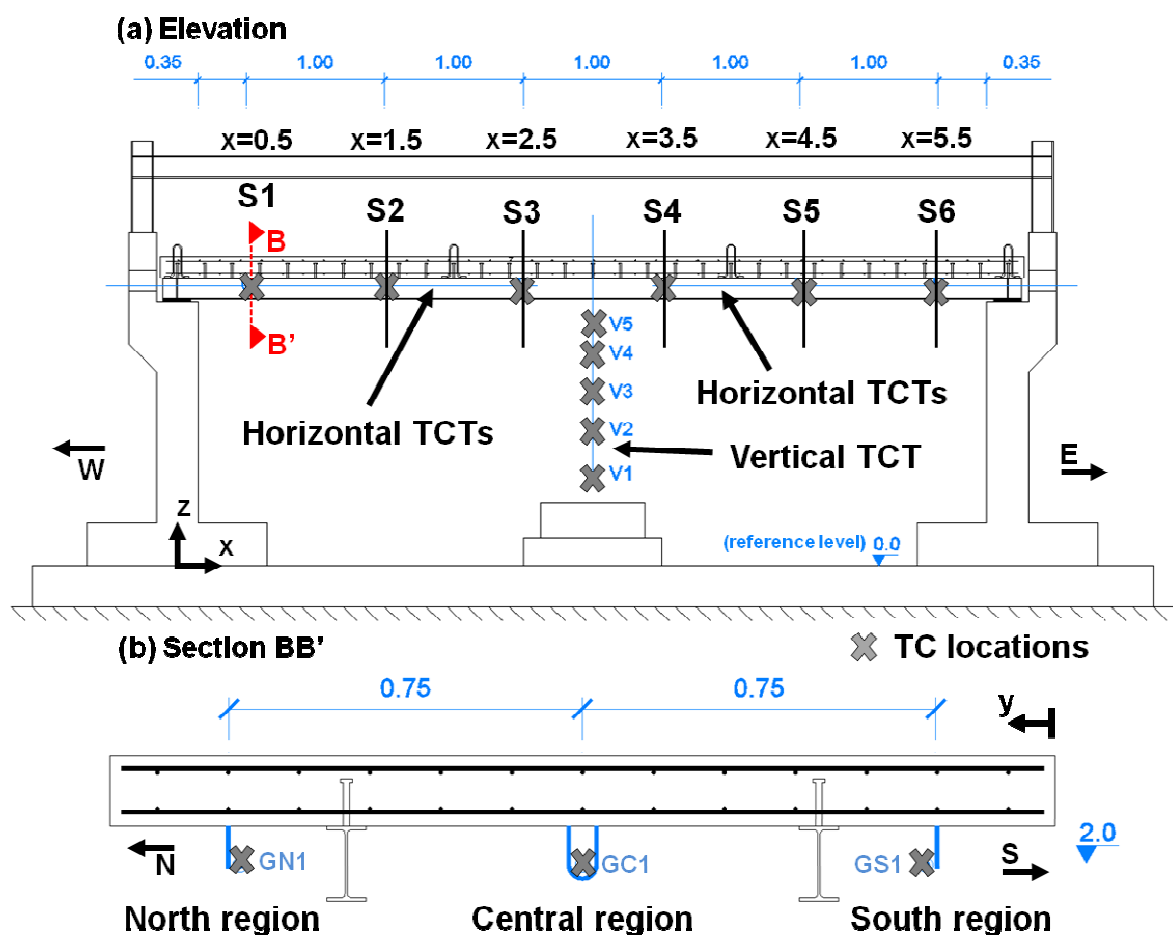 (a) Elevation
0.35 1.00 1.00 1.00 1.00 1.00 0.35
x=0.5 x=1.5 x=2.5 x=3.5 x=4.5 x=5.5
S1 S2 S3 S4 S5 S6
B
B'
V5
V4
V3
V2
V1
Horizontal TCTs
Horizontal TCTs
Vertical TCT
W
E
z
x
(reference level) 0.0
(b) Section BB'
TC locations
0.75 0.75
y
N
GN1 GC1 GS1
S
2.0
North region Central region South region